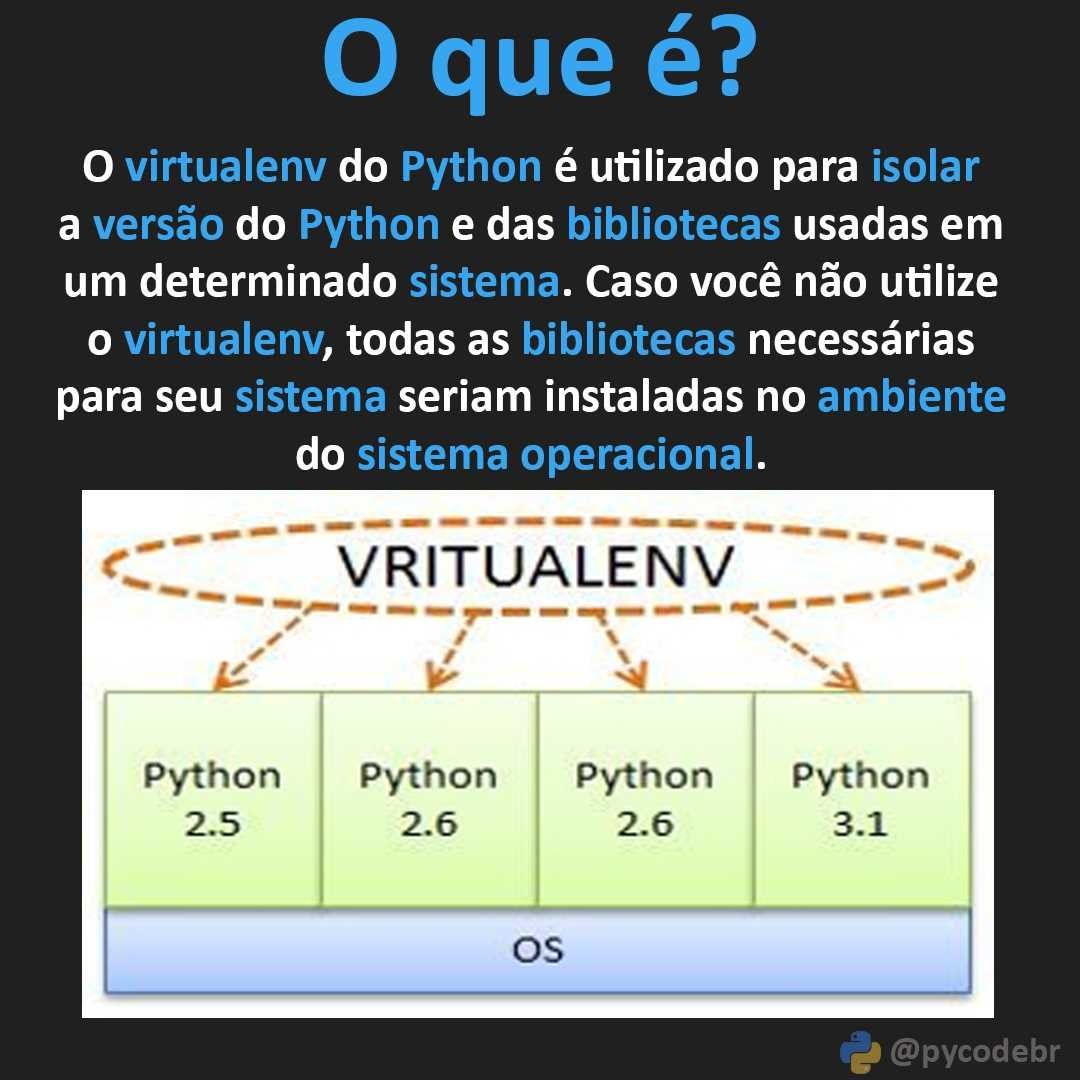 O que é?
O virtualenv do Python é utilizado para isolar
a versão do Python e das bibliotecas usadas em
um determinado sistema. Caso você não utilize
o virtualenv, todas as bibliotecas necessárias
para seu sistema seriam instaladas no ambiente
do sistema operacional.
VRITUALENV
Python Python Python Python
2.5 2.6 2.6 3.1
OS
@pycodebr